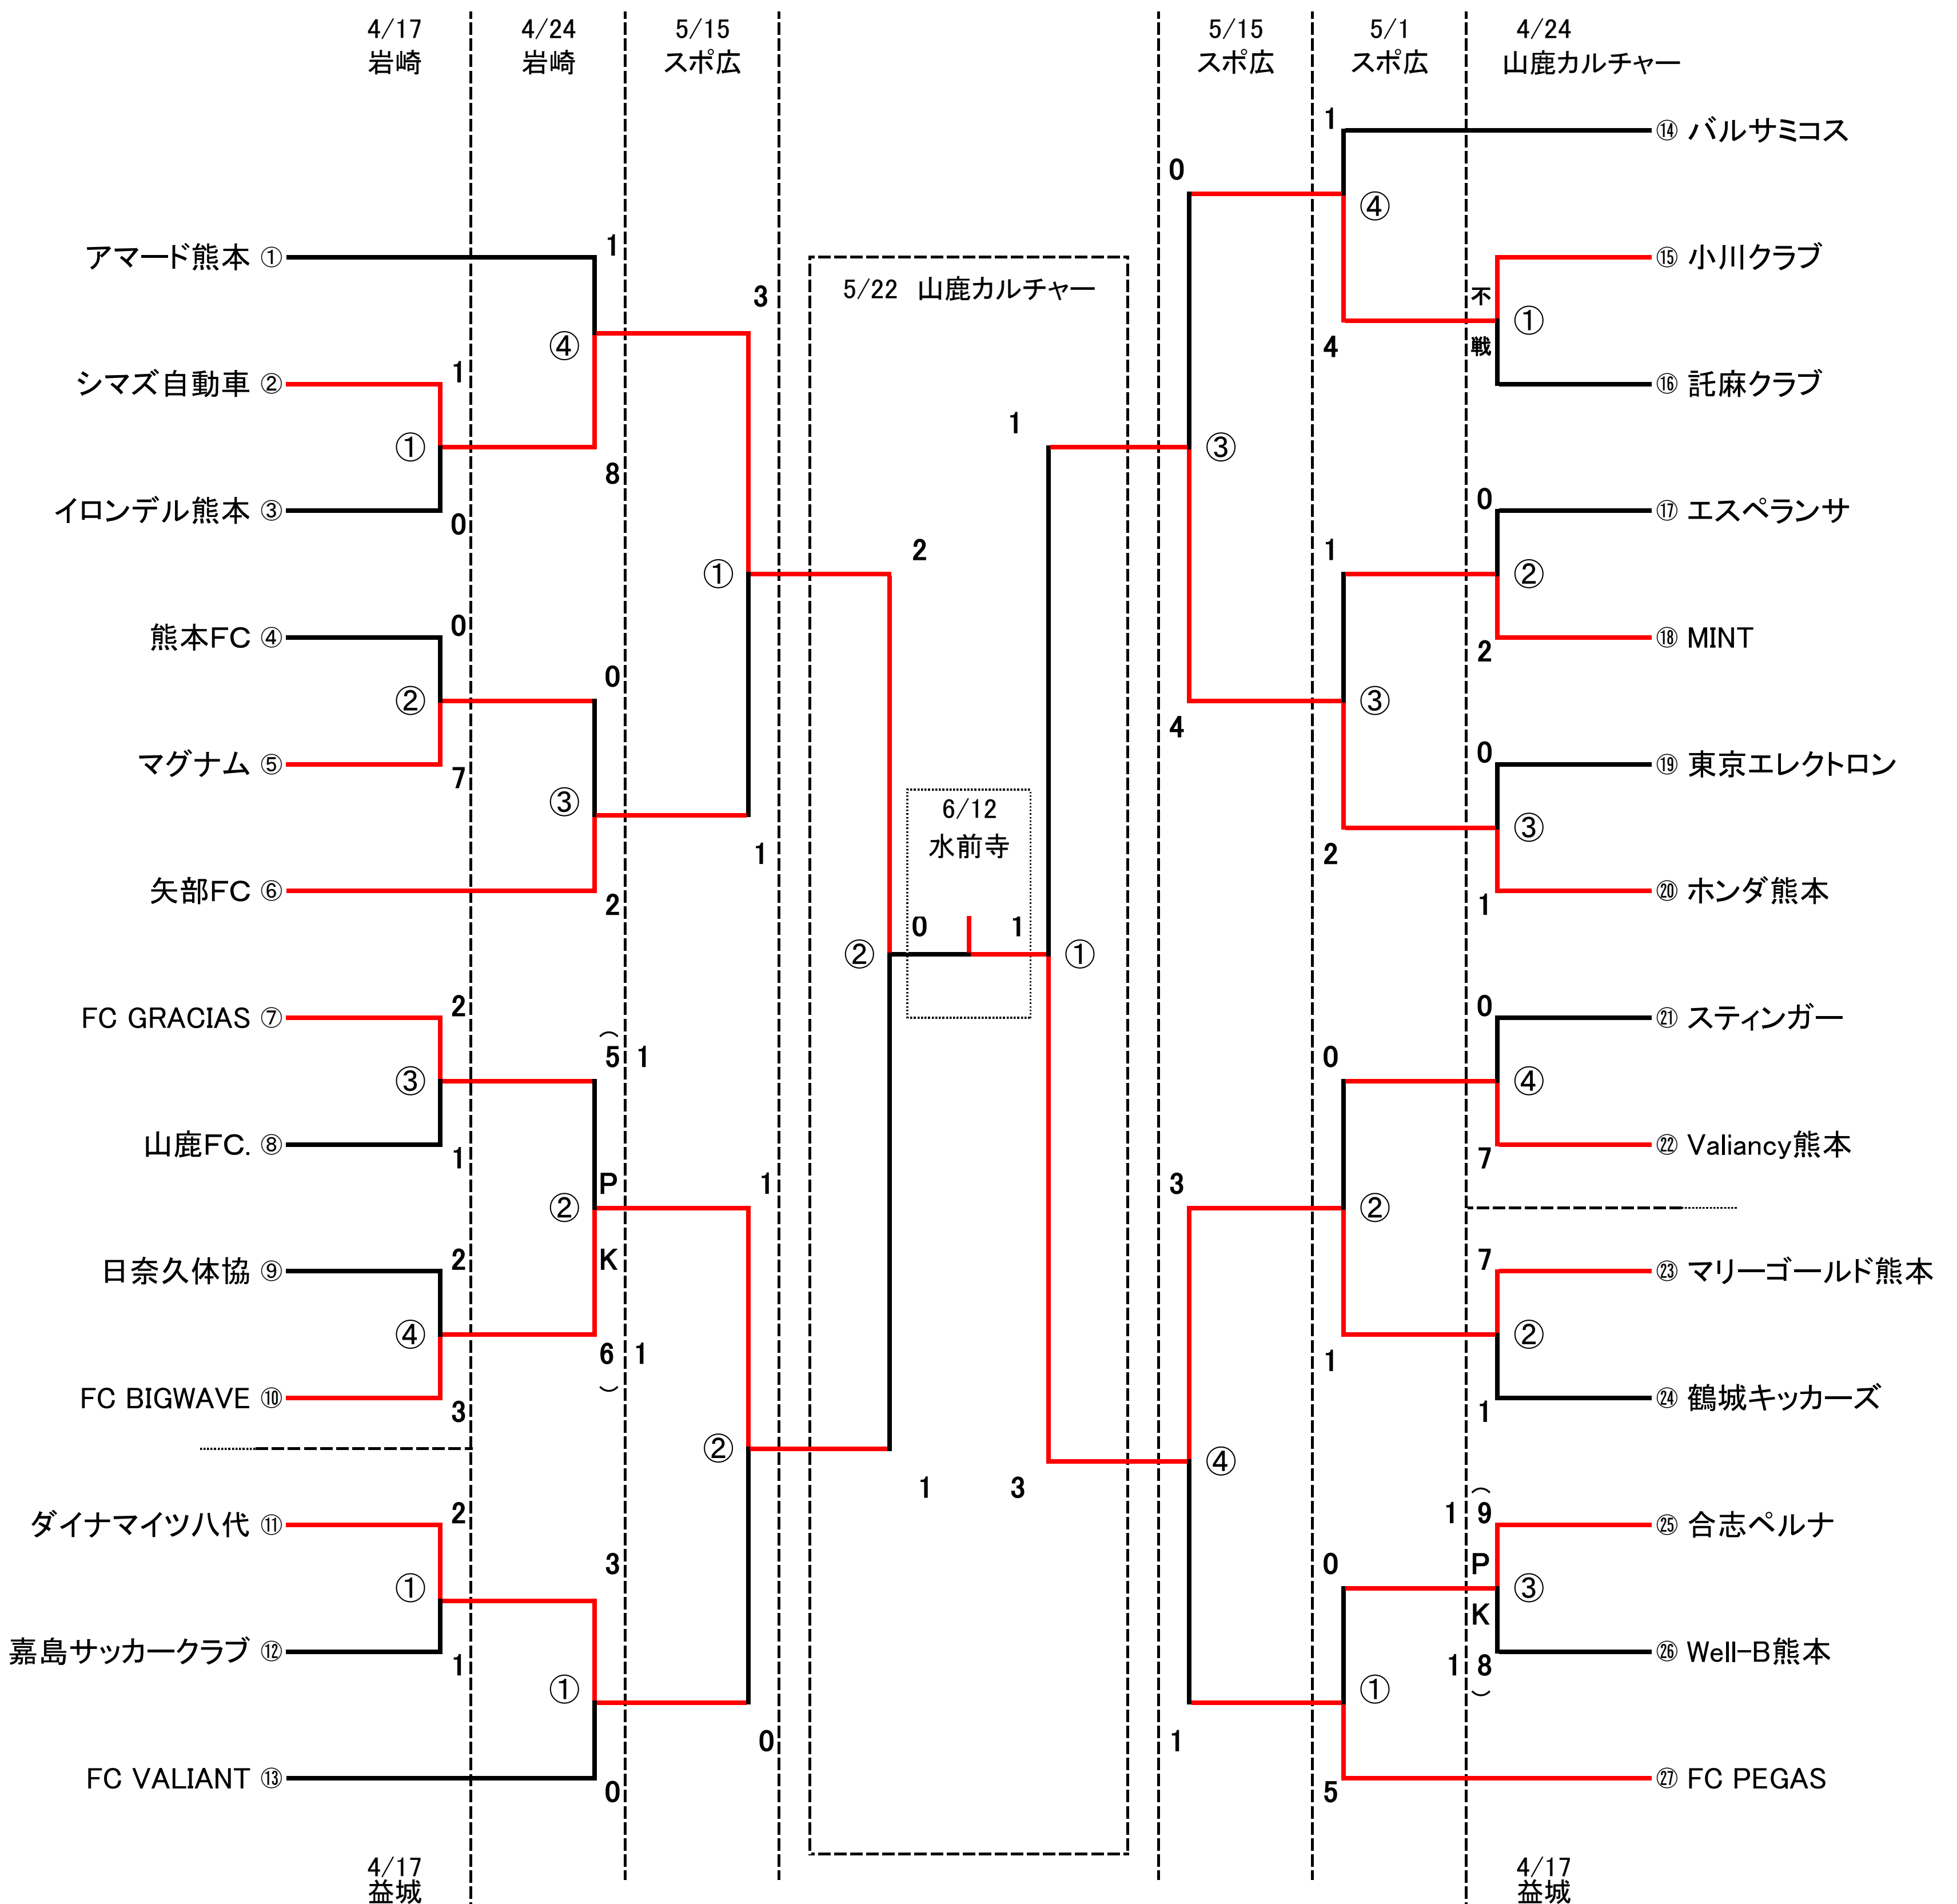 4/17
岩崎
4/24
岩崎
5/15
スポ広
5/15
スポ広
5/1
スポ広
4/24
山鹿カルチャー
5/22 山鹿カルチャー
6/12
水前寺
0 1
② ①
2
1
1
3
アマード熊本 ①
シマズ自動車 ②
イロンデル熊本 ③
熊本FC ④
マグナム ⑤
矢部FC ⑥
FC GRACIAS ⑦
山鹿FC. ⑧
日奈久体協 ⑨
FC BIGWAVE ⑩
ダイナマイツ八代 ⑪
嘉島サッカークラブ ⑫
FC VALIANT ⑬
1
①
0
0
②
7
2
③
1
2
④
3
2
①
1
1
④
8
0
③
2
(5 1
P
②
K
6) 1
3
①
0
3
①
1
1
②
0
0
③
4
3
④
1
1
④
4
1
③
2
0
②
1
0
①
5
不
①
戦
0
②
2
0
③
1
0
④
7
7
②
1
1 (9
P
③
K
1 8)
⑭ バルサミコス
⑮ 小川クラブ
⑯ 託麻クラブ
⑰ エスペランサ
⑱ MINT
⑲ 東京エレクトロン
⑳ ホンダ熊本
㉑ スティンガー
㉒ Valiancy熊本
㉓ マリーゴールド熊本
㉔ 鶴城キッカーズ
㉕ 合志ペルナ
㉖ Well-B熊本
㉗ FC PEGAS
4/17
益城
4/17
益城